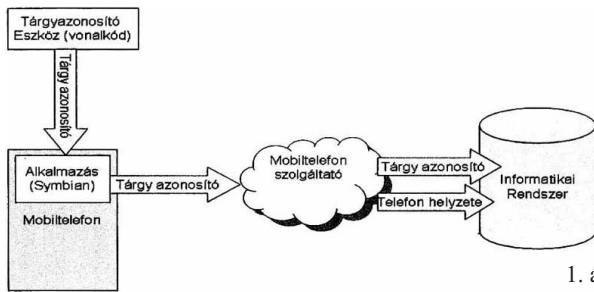 Tárgyazonosító
Eszköz (vonalkód)
Tárgy azonosító
Alkalmazás
(Symbian)
Mobiltelefon
Tárgy azonosító
Mobiltelefon
szolgáltató
Tárgy azonosító
Telefon helyzete
Informatikai
Rendszer
1. a